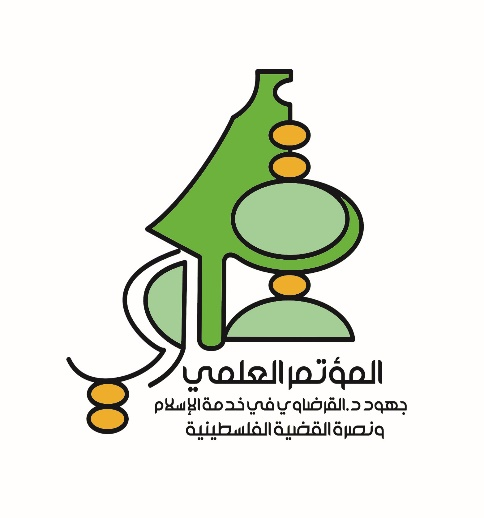 المؤتمر العلمي
جهود د.القرضاوي في خدمة الإسلام
ونصرة القضية الفلسطينية